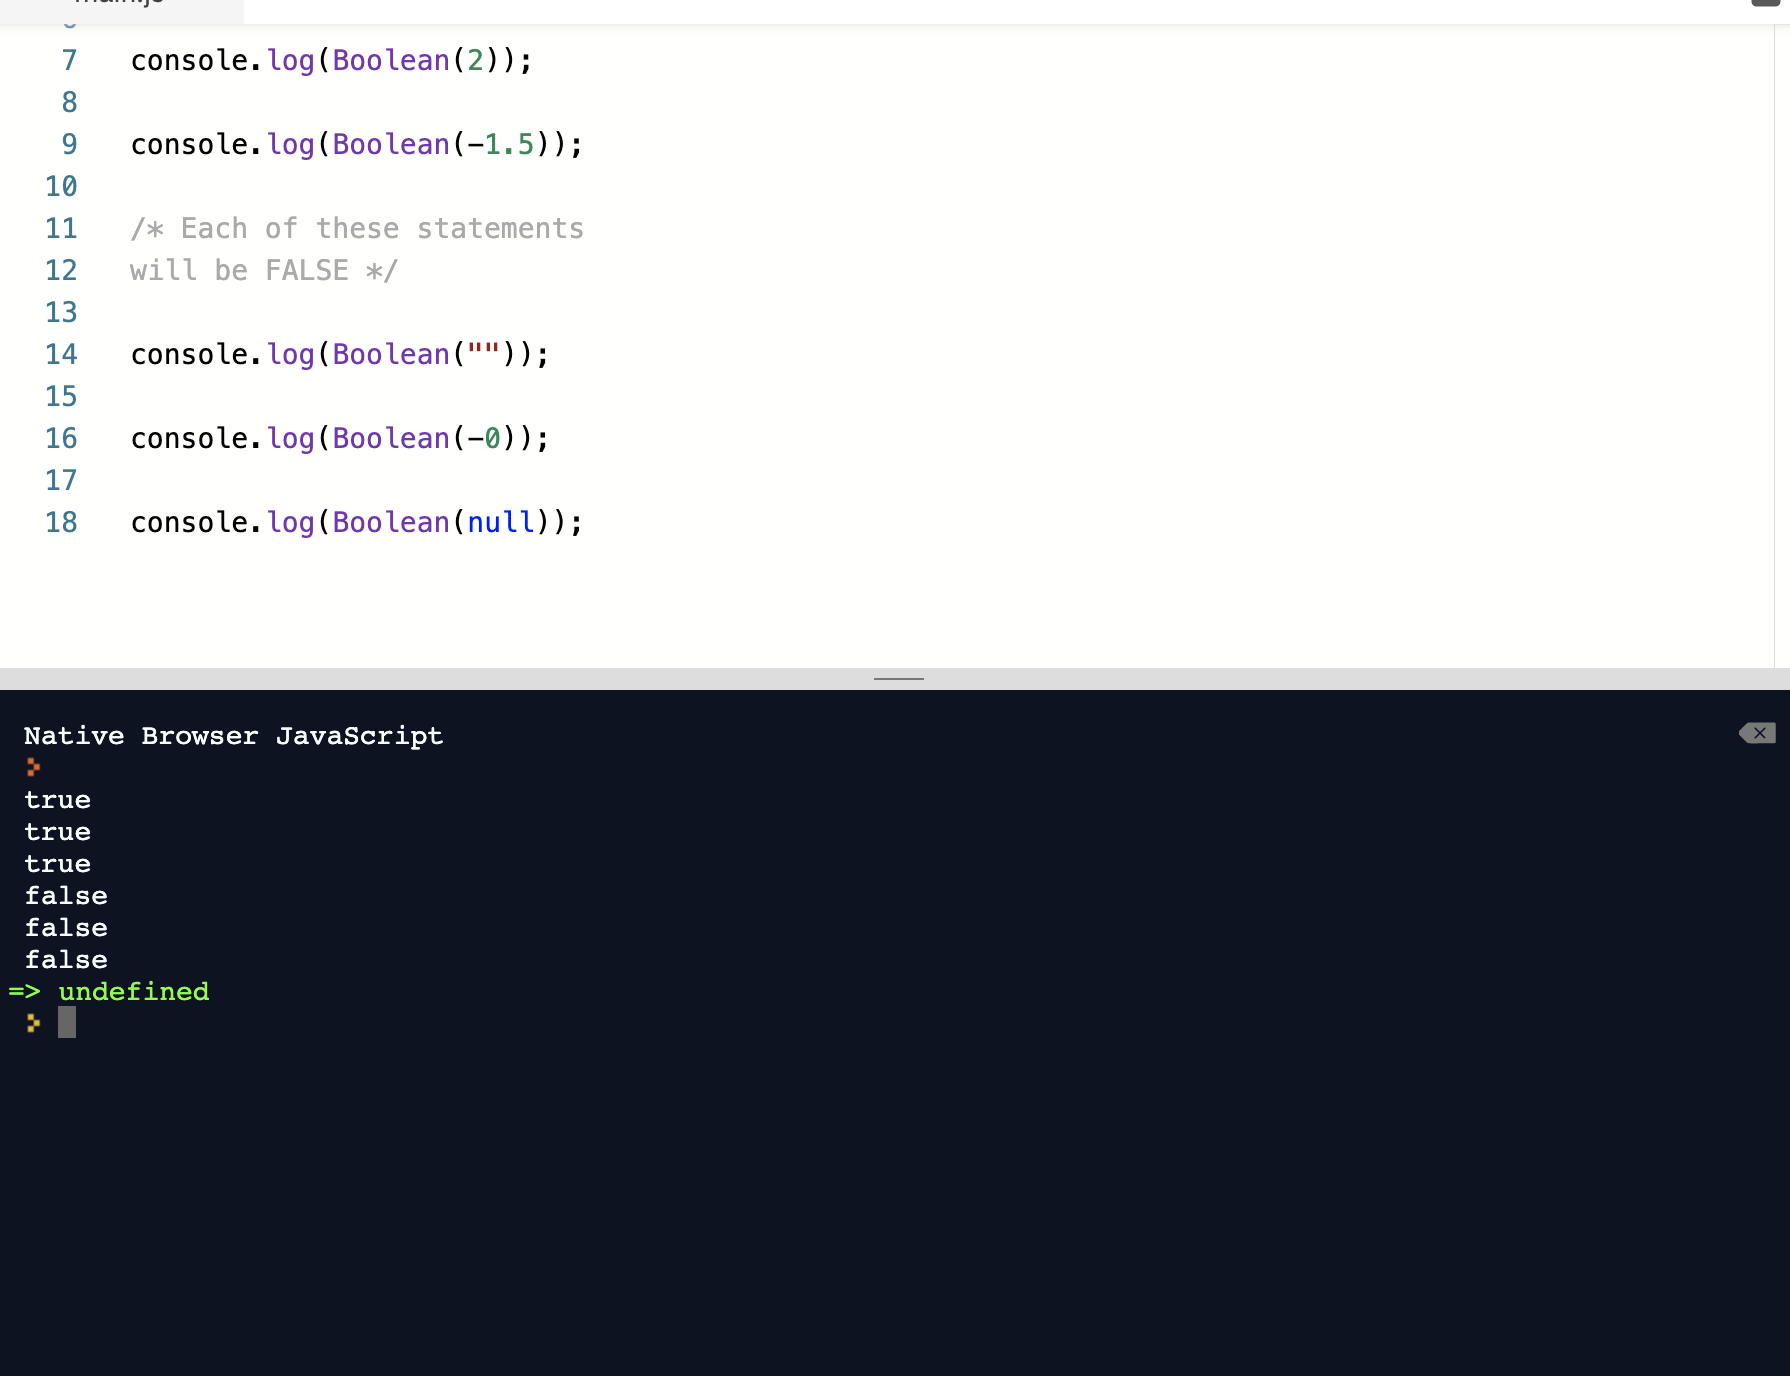 main.js
7 console.log(Boolean(2));
8
9 console.log(Boolean(-1.5));
10
11 /* Each of these statements
12 will be FALSE */
13
14 console.log(Boolean(""));
15
16 console.log(Boolean(-0));
17
18 console.log(Boolean(null));
Native Browser JavaScript
true
true
true
false
false
false
=> undefined